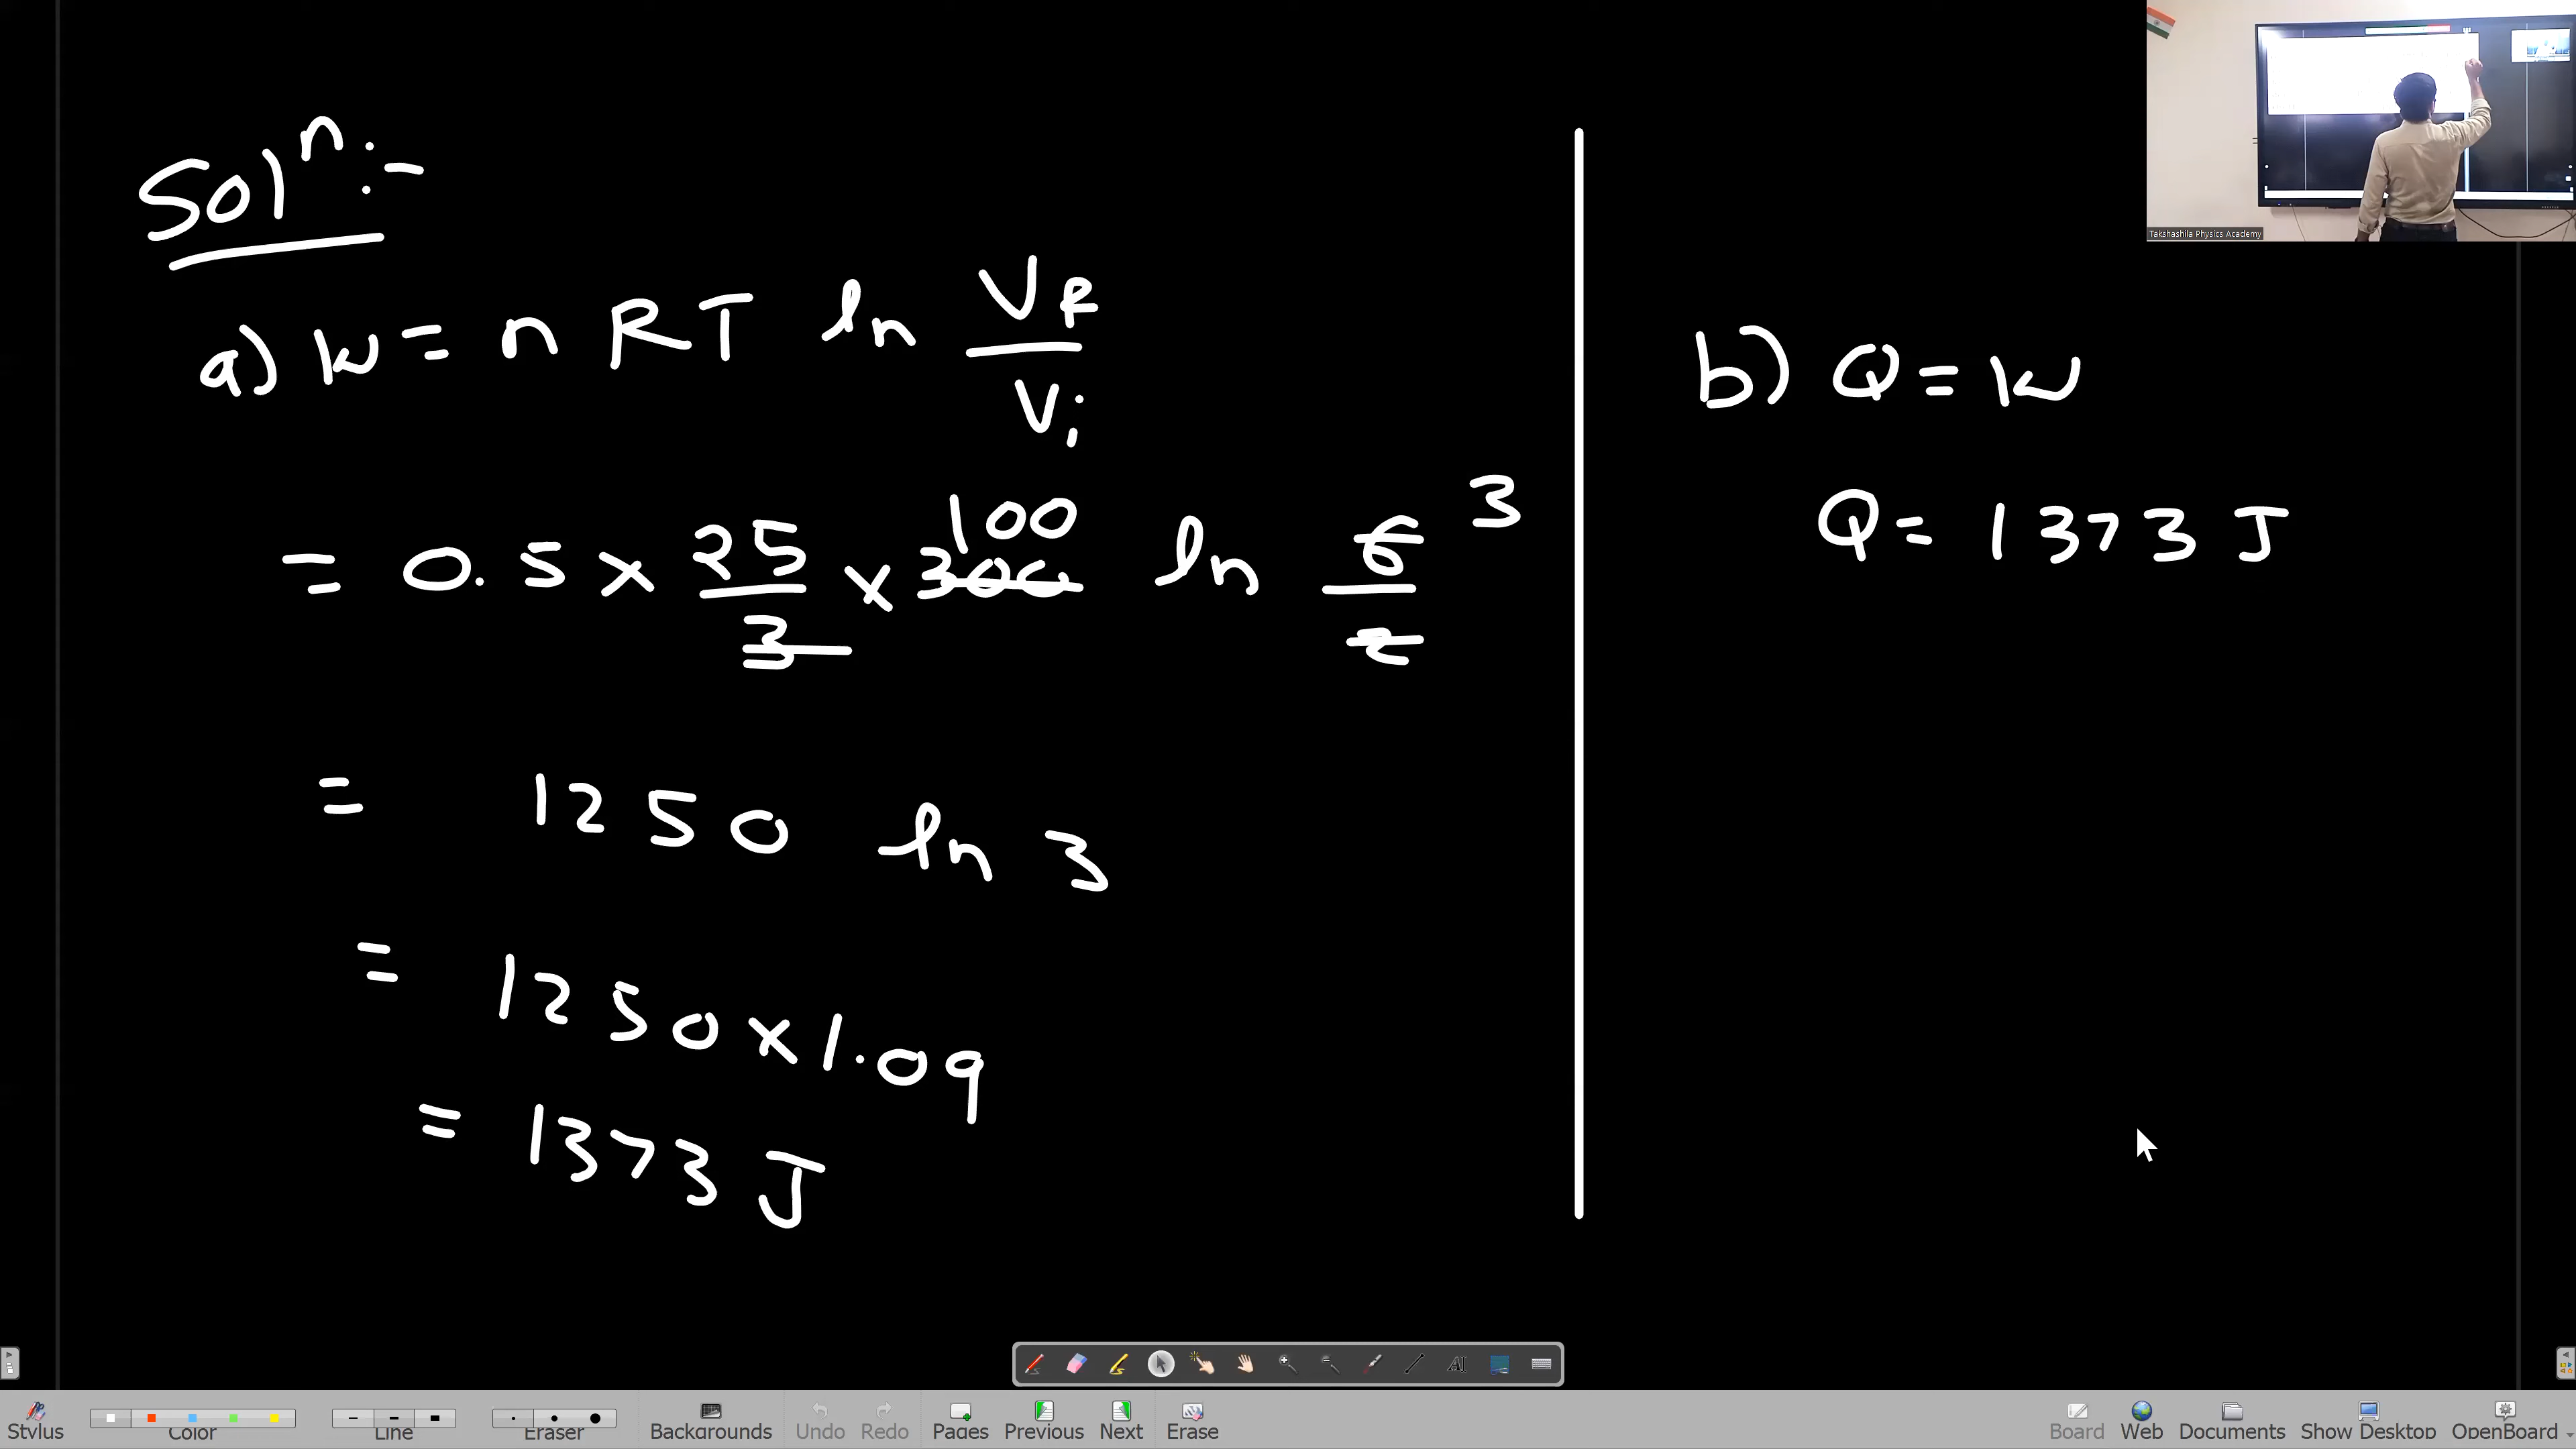 Solⁿ :-
a) W = n RT ln Vf/Vi
= 0.5 × 25/3 × 300 100 ln 6/2 3
= 1250 ln 3
= 1250 × 1.09
= 1373 J
b) Q = W
Q = 1373 J
Takshashila Physics Academy
Stylus Color Line Eraser Backgrounds Undo Redo Pages Previous Next Erase Board Web Documents Show Desktop OpenBoard